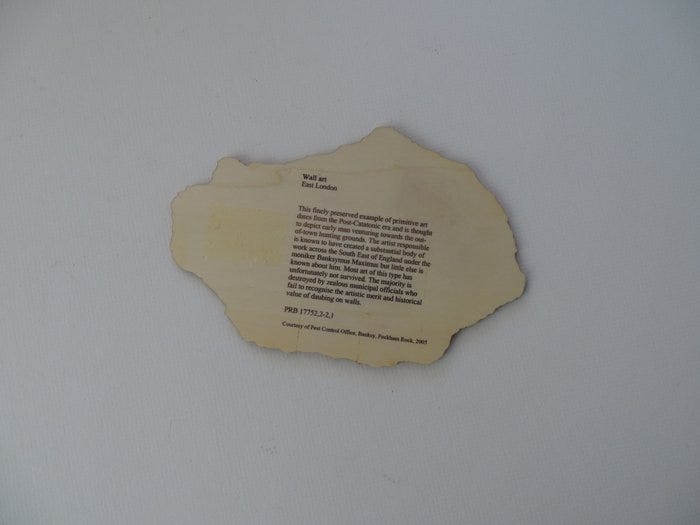 Wall art
East London
This finely preserved example of primitive art
dates from the Post-Catatonic era and is thought
to depict early man venturing towards the out-
of-town hunting grounds. The artist responsible
is known to have created a substantial body of
work across the South East of England under the
moniker Banksymus Maximus but little else is
known about him. Most art of this type has
unfortunately not survived. The majority is
destroyed by zealous municipal officials who
fail to recognise the artistic merit and historical
value of daubing on walls.
PRB 17752,2-2,1
Courtesy of Pest Control Office, Banksy, Peckham Rock, 2005